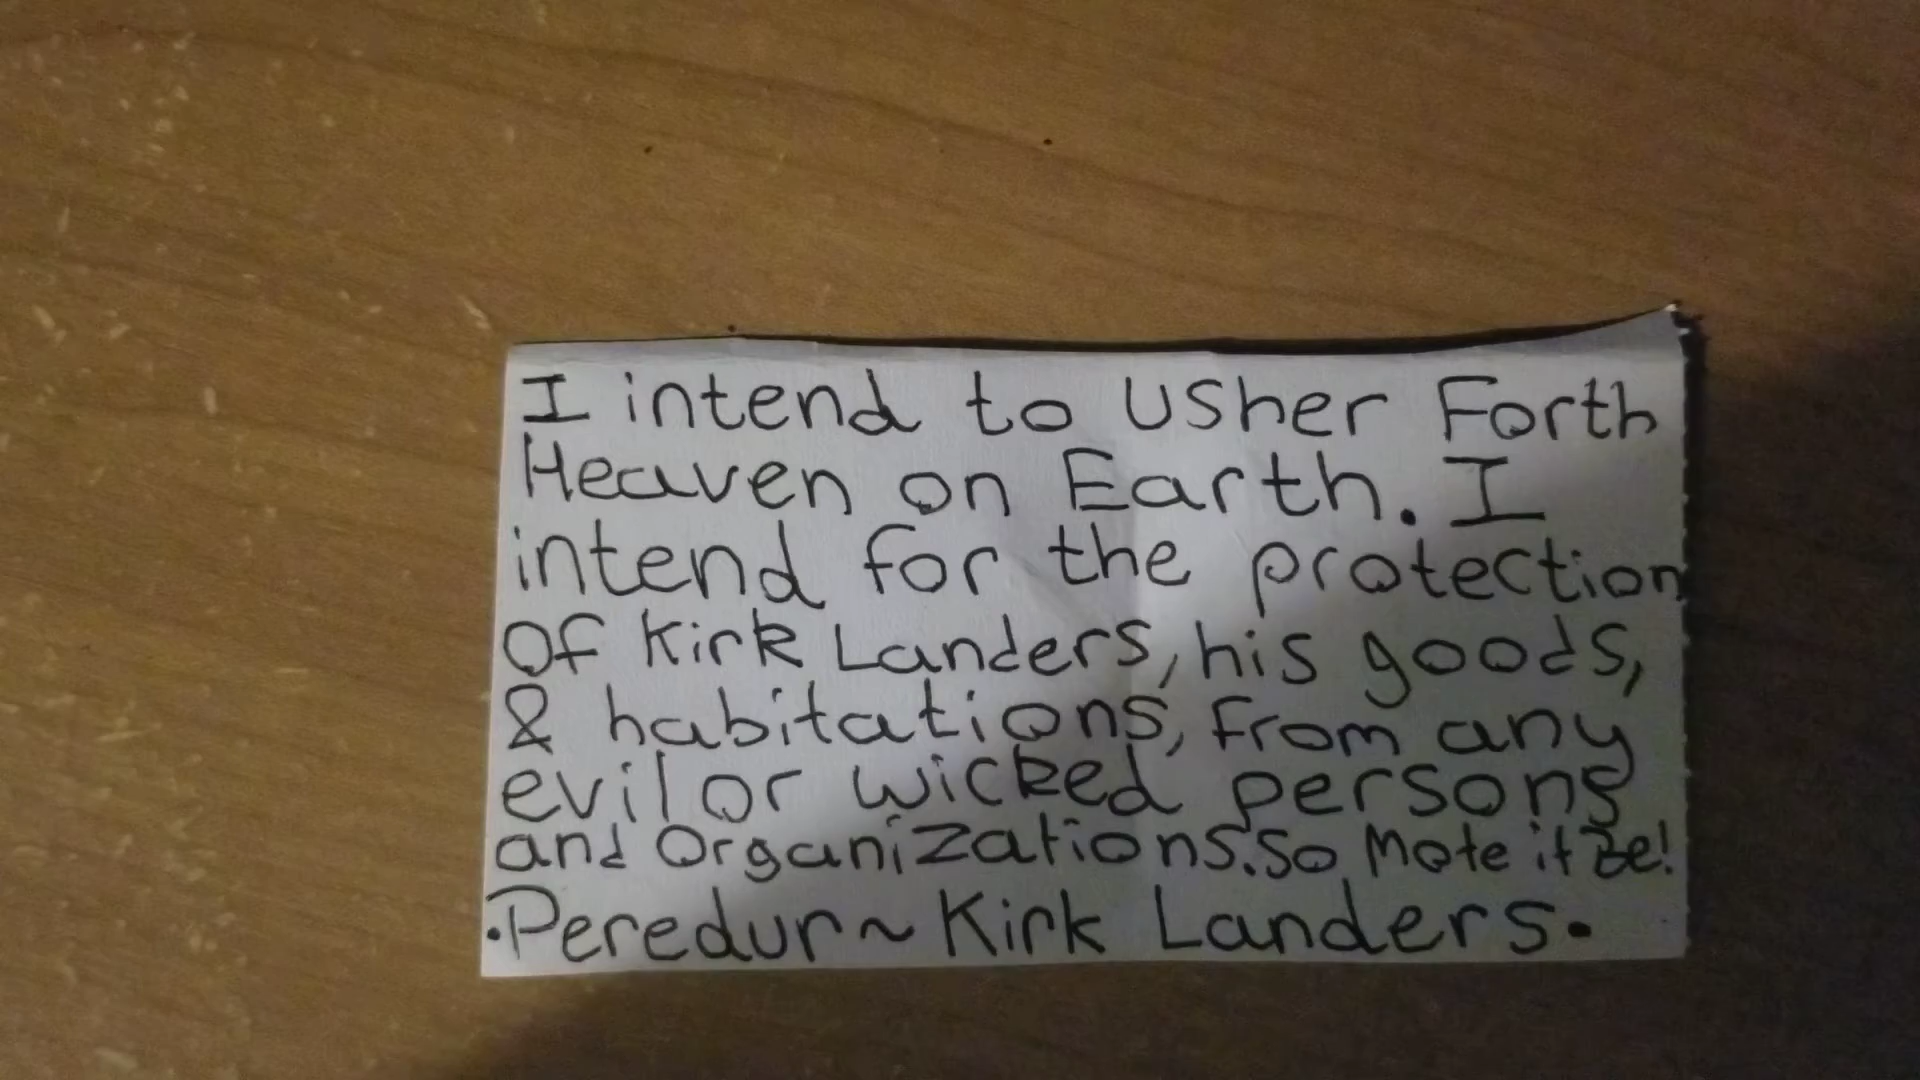 I intend to Usher Forth
Heaven on Earth. I
intend for the protection
Of Kirk Landers, his goods,
& habitations, from any
evil or wicked persons
and Organizations. So Mote it Be!
•Peredur~Kirk Landers•